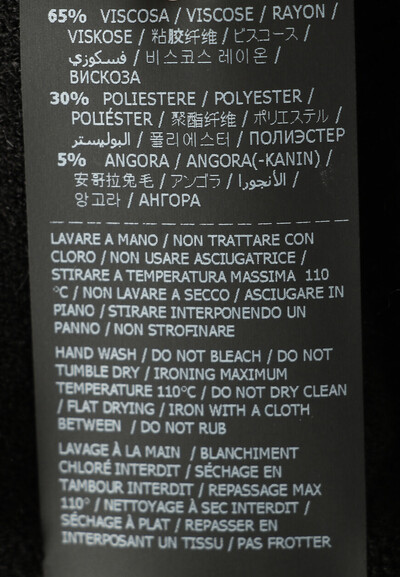 65% VISCOSA / VISCOSE / RAYON /
VISKOSE / 粘胶纤维 / ビスコース /
فسكوزي / 비스코스 레이온 /
ВИСКОЗА
30% POLIESTERE / POLYESTER /
POLIÉSTER / 聚酯纤维 / ポリエステル /
البوليستر / 폴리에스터 / ПОЛИЭСТЕР
5% ANGORA / ANGORA(-KANIN) /
安哥拉兔毛 / アンゴラ / الأنجورا /
앙고라 / АНГОРА
LAVARE A MANO / NON TRATTARE CON
CLORO / NON USARE ASCIUGATRICE /
STIRARE A TEMPERATURA MASSIMA 110
°C / NON LAVARE A SECCO / ASCIUGARE IN
PIANO / STIRARE INTERPONENDO UN
PANNO / NON STROFINARE
HAND WASH / DO NOT BLEACH / DO NOT
TUMBLE DRY / IRONING MAXIMUM
TEMPERATURE 110°C / DO NOT DRY CLEAN
/ FLAT DRYING / IRON WITH A CLOTH
BETWEEN / DO NOT RUB
LAVAGE À LA MAIN / BLANCHIMENT
CHLORÉ INTERDIT / SÉCHAGE EN
TAMBOUR INTERDIT / REPASSAGE MAX
110° / NETTOYAGE À SEC INTERDIT /
SÉCHAGE À PLAT / REPASSER EN
INTERPOSANT UN TISSU / PAS FROTTER